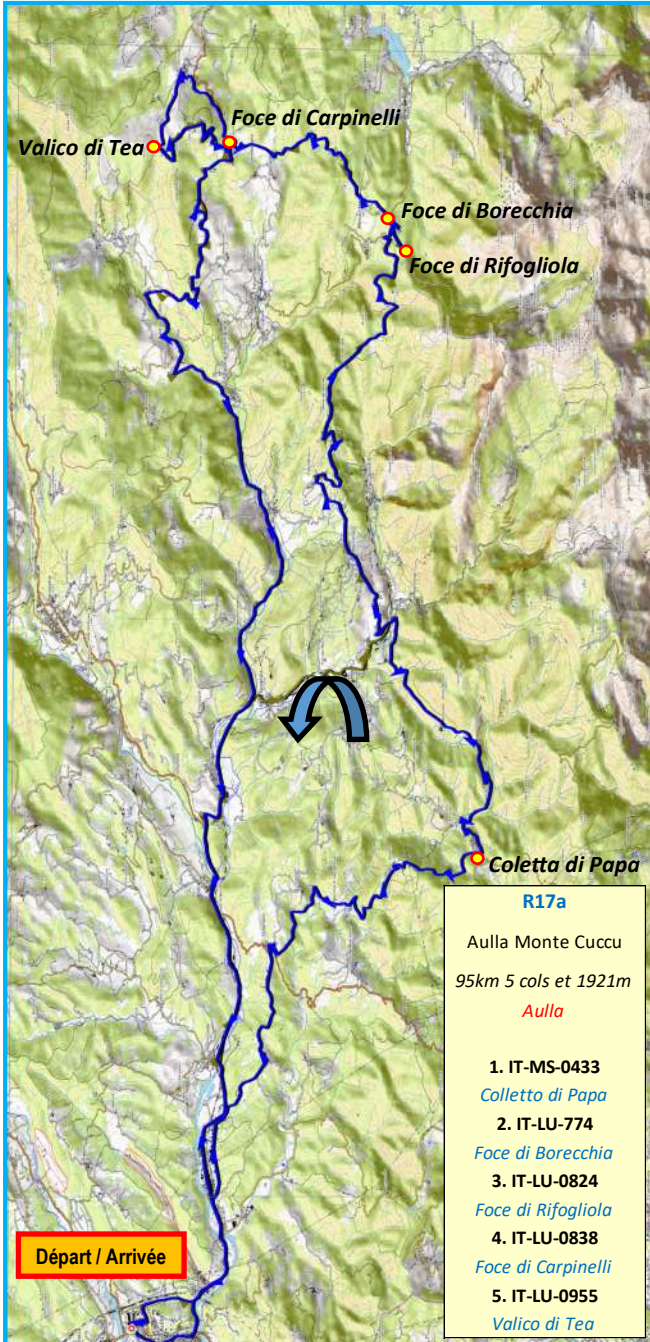 Foce di Carpinelli
Valico di Tea
Foce di Borecchia
Foce di Rifogliola
Coletta di Papa
R17a
Aulla Monte Cuccu
95km 5 cols et 1921m
Aulla
1. IT-MS-0433
Colletto di Papa
2. IT-LU-774
Foce di Borecchia
3. IT-LU-0824
Foce di Rifogliola
4. IT-LU-0838
Foce di Carpinelli
5. IT-LU-0955
Valico di Tea
Départ / Arrivée